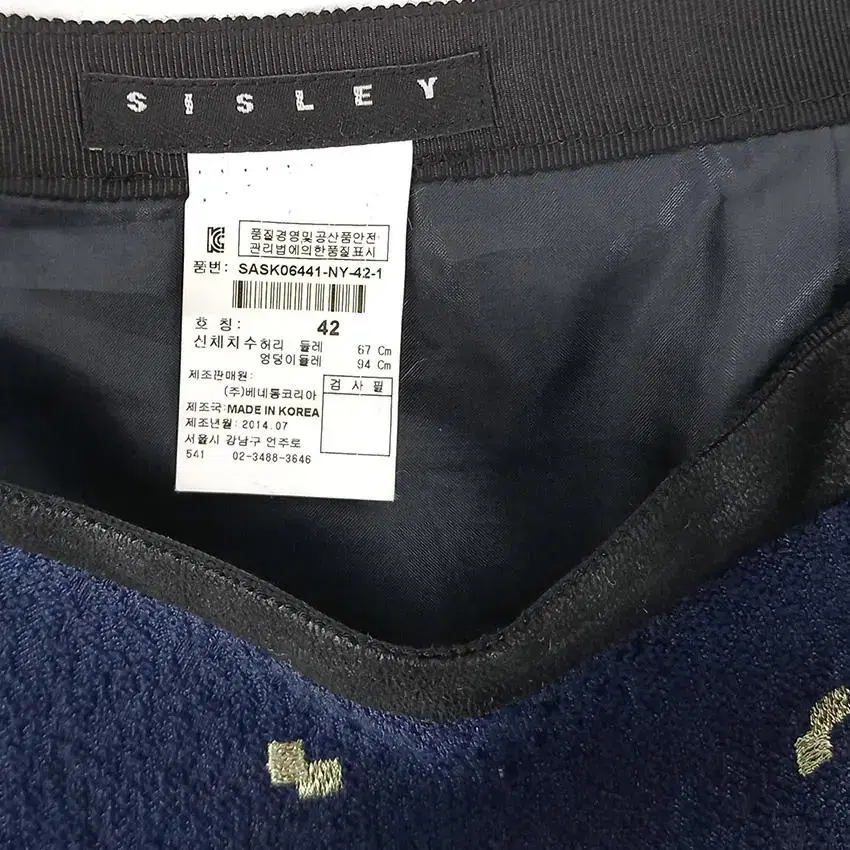 SISLEY
품질경영및공산품안전
관리법에의한품질표시
품번: SASK06441-NY-42-1
호 칭: 42
신체치수허리 둘레 67 Cm
엉덩이둘레 94 Cm
제조판매원:
(주)베네통코리아
검 사 필
제조국:MADE IN KOREA
제조년월: 2014.07
서울시 강남구 언주로
541 02-3488-3646